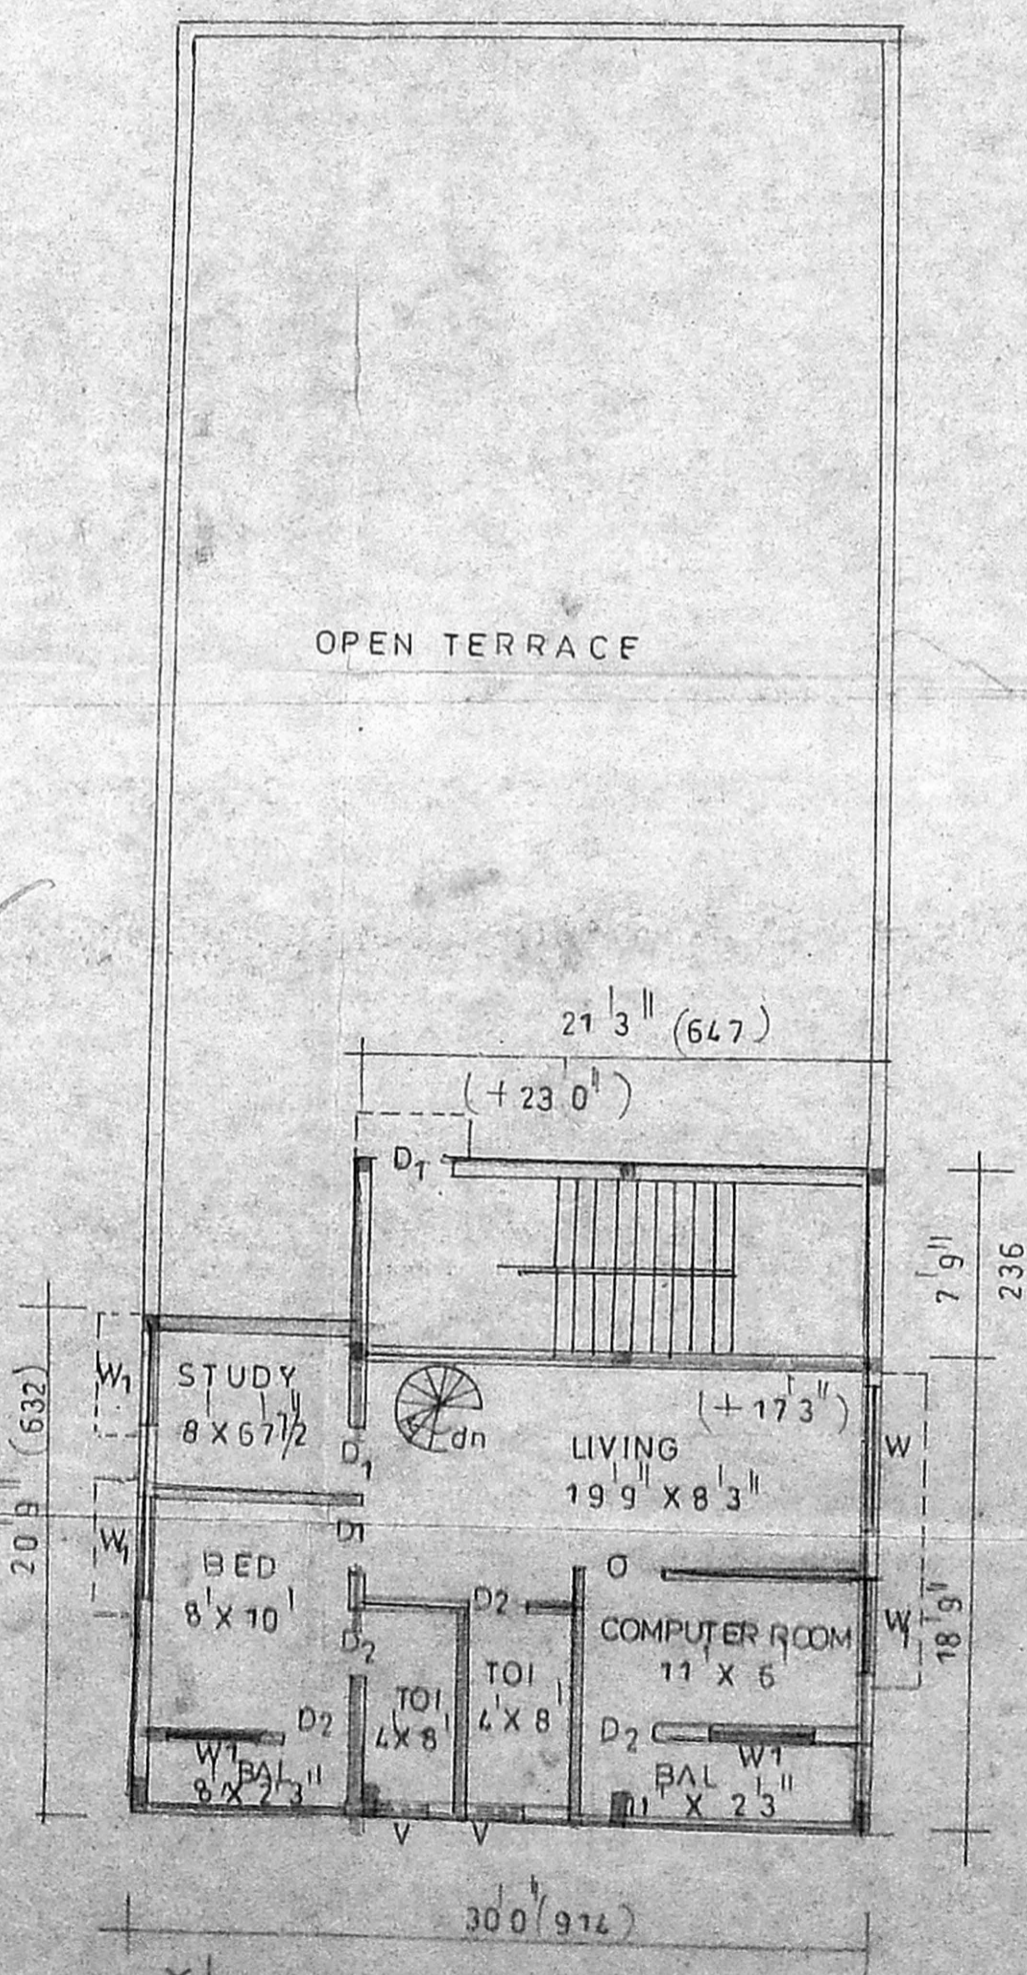 OPEN TERRACE
21'3" (647)
(+23'0")
D1
7'9"
236
20'9" (632)
W1
STUDY
8' X 6'7 1/2"
D1
dn
(+17'3")
LIVING
19'9" X 8'3"
W
W1
D1
BED
8' X 10'
D2
O
D2
COMPUTER ROOM
11' X 6'
W1
18'9"
TOI
4' X 8'
TOI
4' X 8'
D2
W1
BAL
8' X 2'3"
D2
W1
BAL
11' X 2'3"
V
V
30'0" (914)